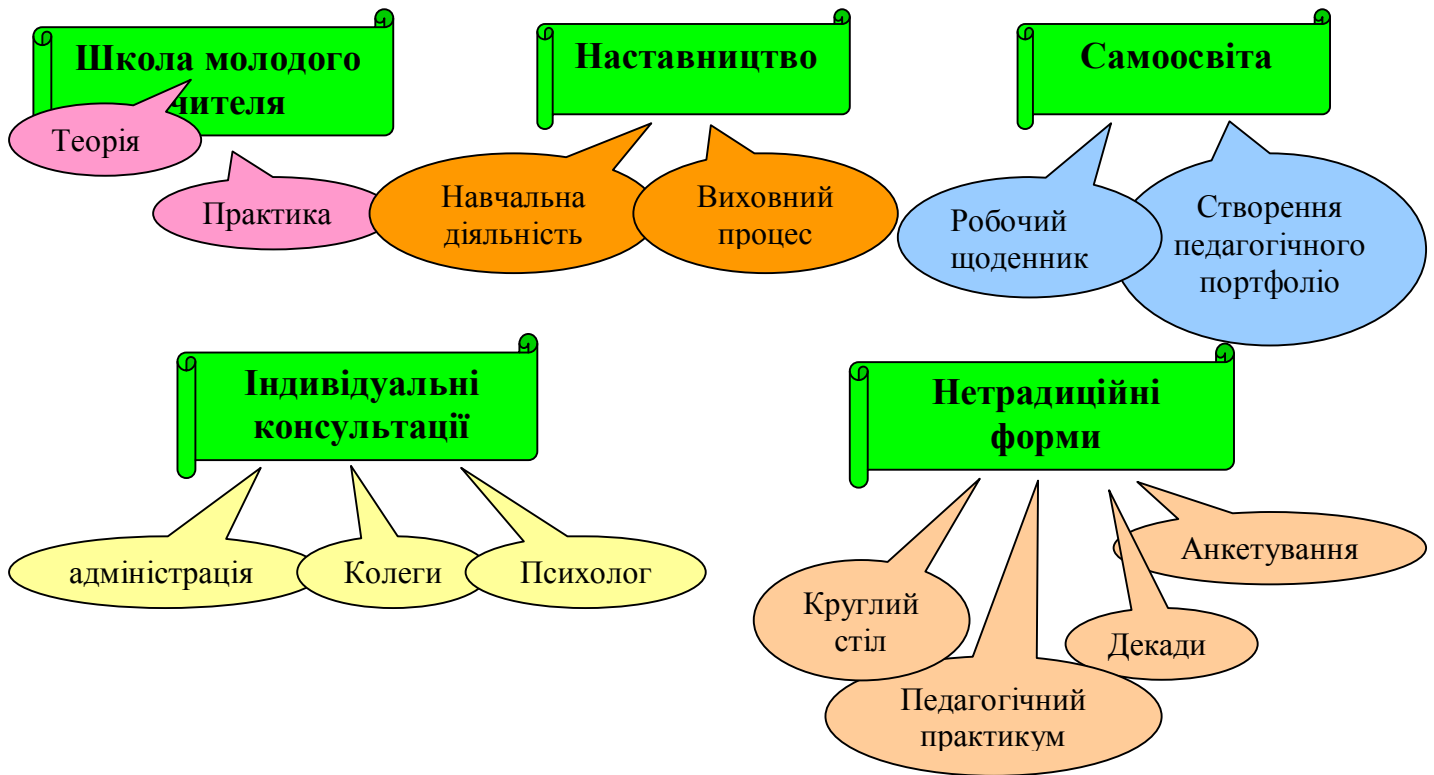 Школа молодого
вчителя
Теорія
Практика
Наставництво
Навчальна
діяльність
Виховний
процес
Самоосвіта
Робочий
щоденник
Створення
педагогічного
портфоліо
Індивідуальні
консультації
адміністрація
Колеги
Психолог
Нетрадиційні
форми
Круглий
стіл
Педагогічний
практикум
Декади
Анкетування